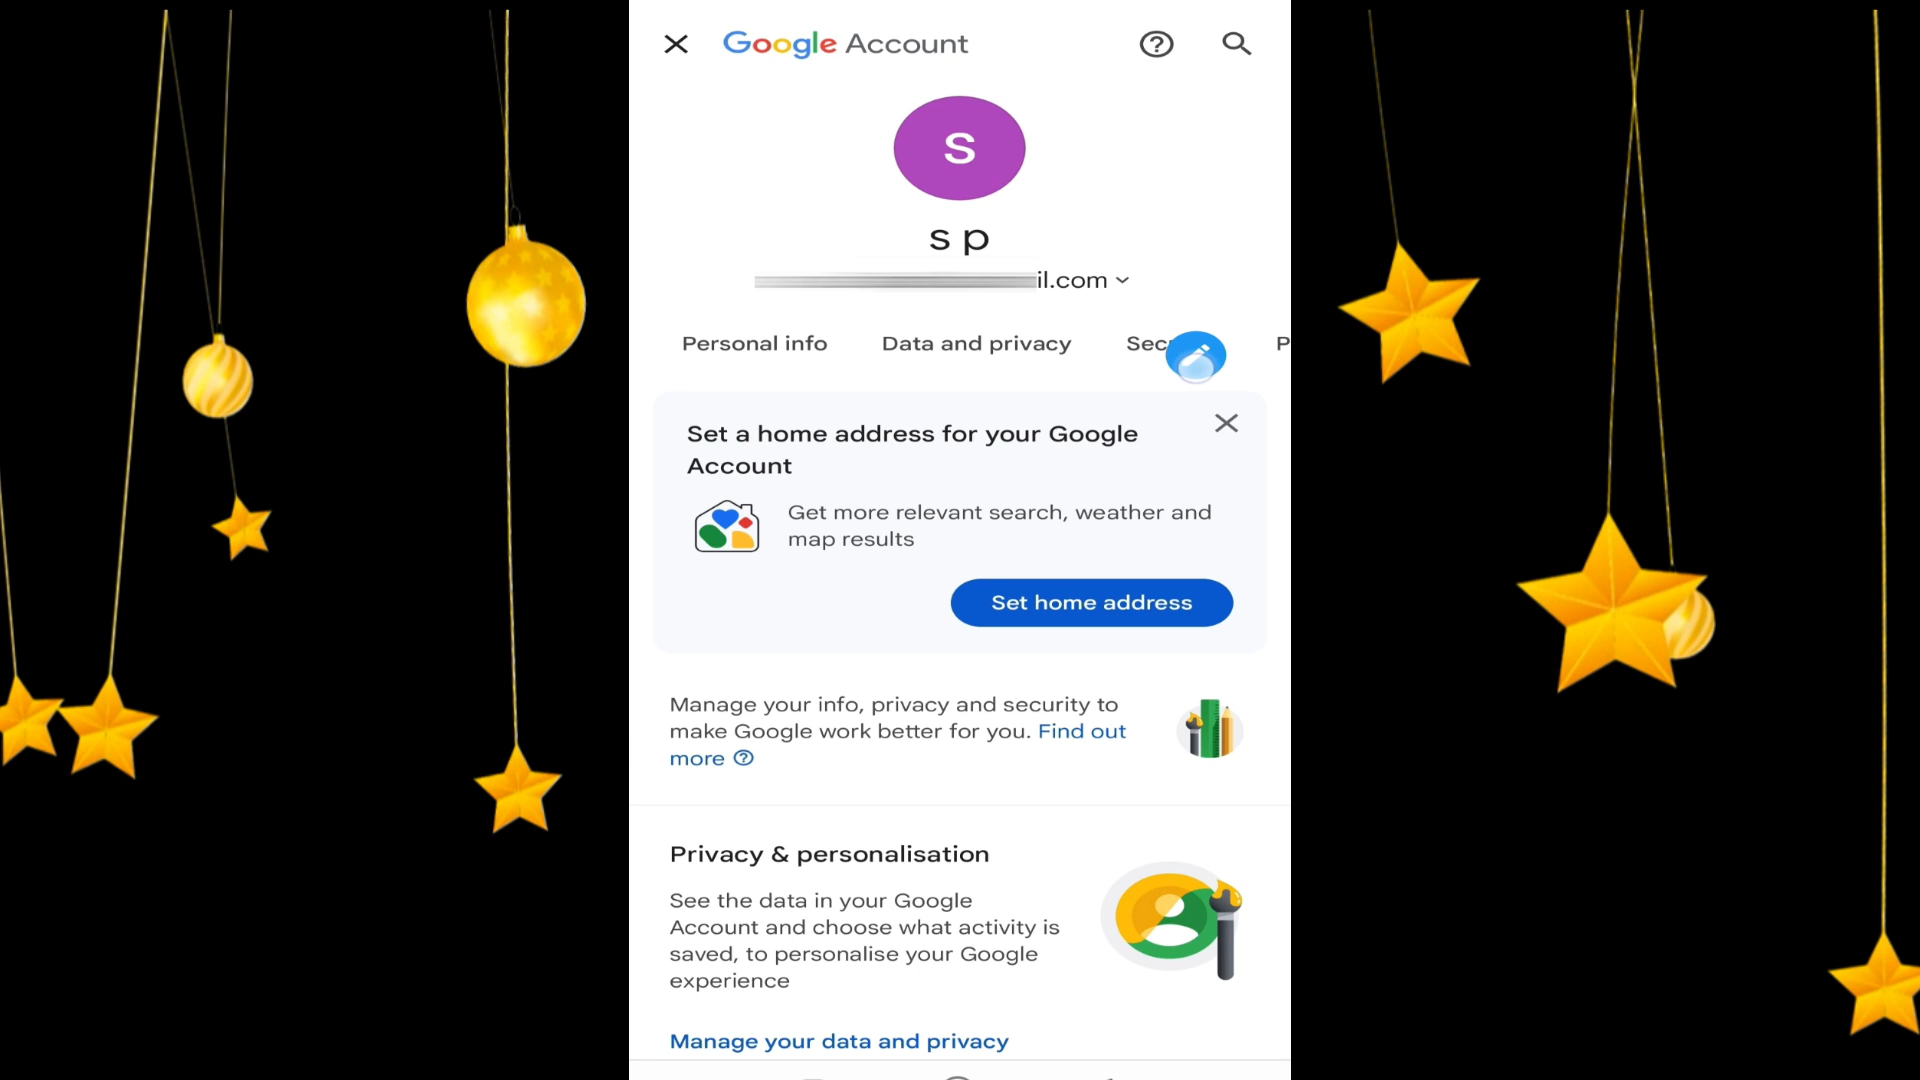 Google Account
S
s p
il.com
Personal info Data and privacy
Set a home address for your Google
Account
Get more relevant search, weather and
map results
Set home address
Manage your info, privacy and security to
make Google work better for you. Find out
more
Privacy & personalisation
See the data in your Google
Account and choose what activity is
saved, to personalise your Google
experience
Manage your data and privacy